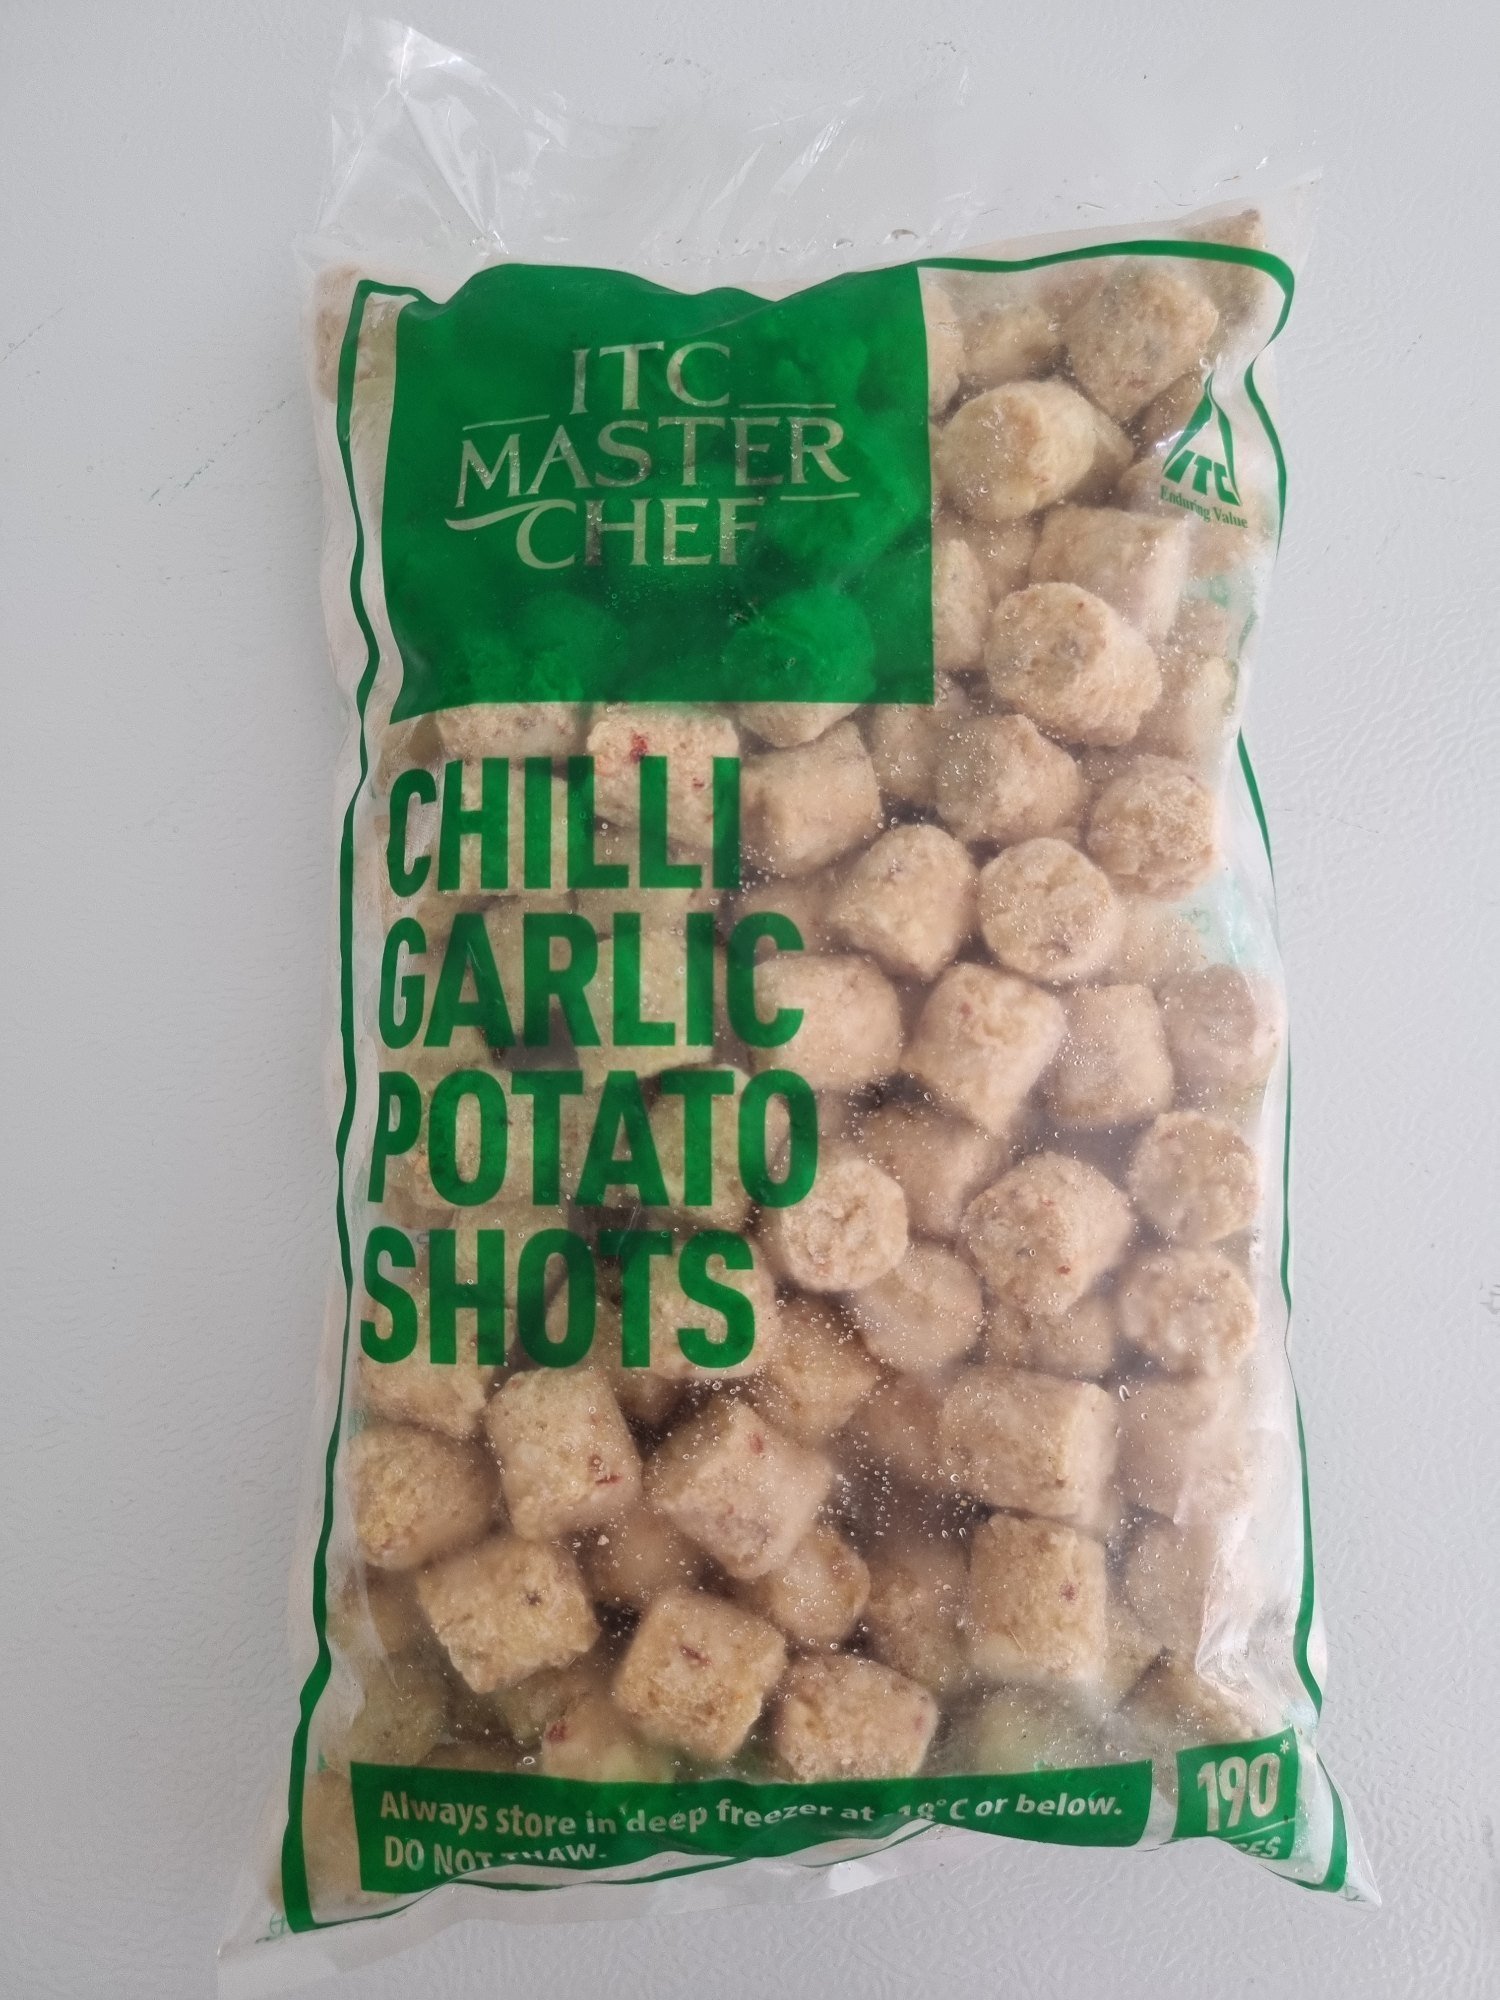 ITC
MASTER
CHEF
ITC
Enduring Value
CHILLI
GARLIC
POTATO
SHOTS
Always store in deep freezer at -18°C or below.
DO NOT THAW.
190*